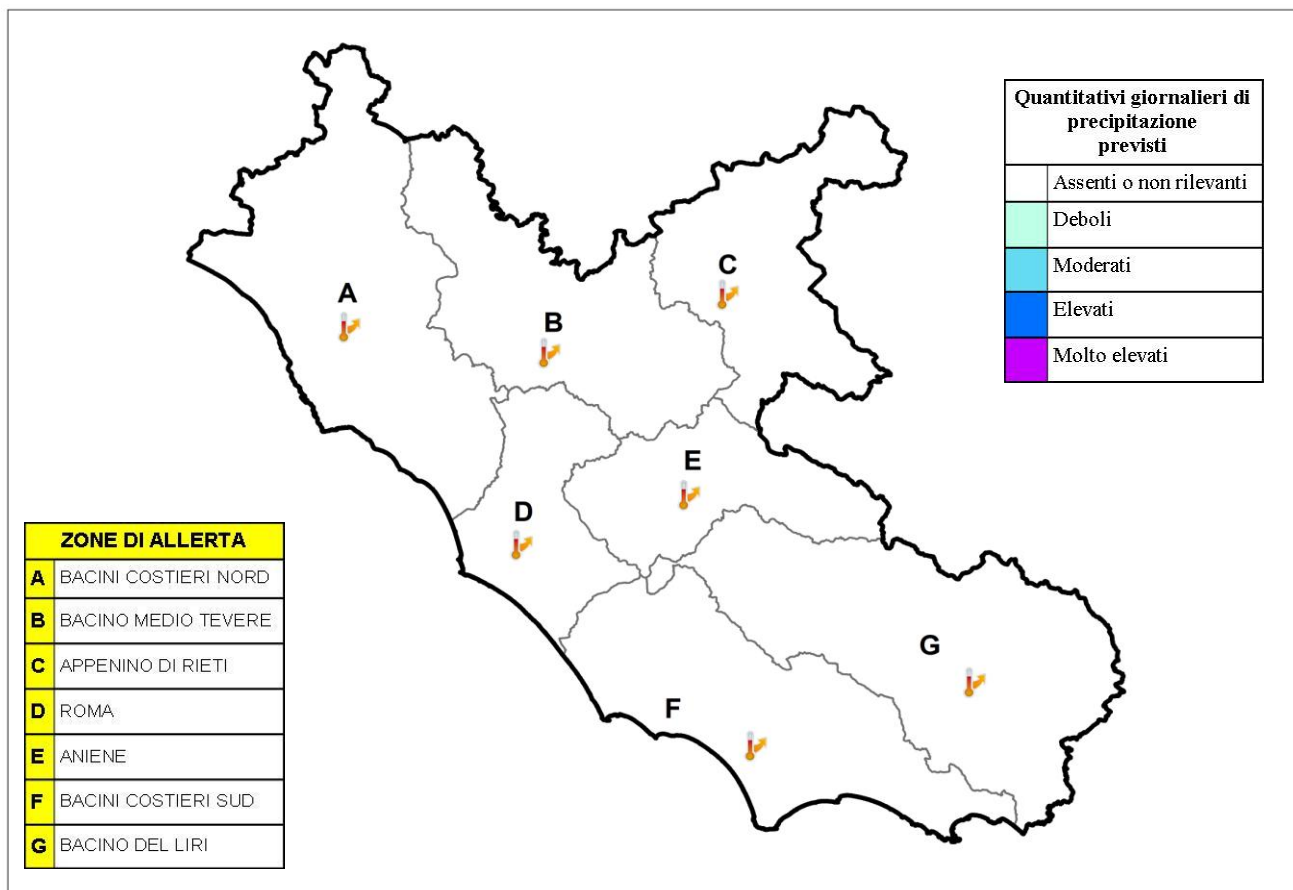 Quantitativi giornalieri di
precipitazione
previsti
Assenti o non rilevanti
Deboli
Moderati
Elevati
Molto elevati
A
B
C
D
E
F
G
ZONE DI ALLERTA
A BACINI COSTIERI NORD
B BACINO MEDIO TEVERE
C APPENINO DI RIETI
D ROMA
E ANIENE
F BACINI COSTIERI SUD
G BACINO DEL LIRI